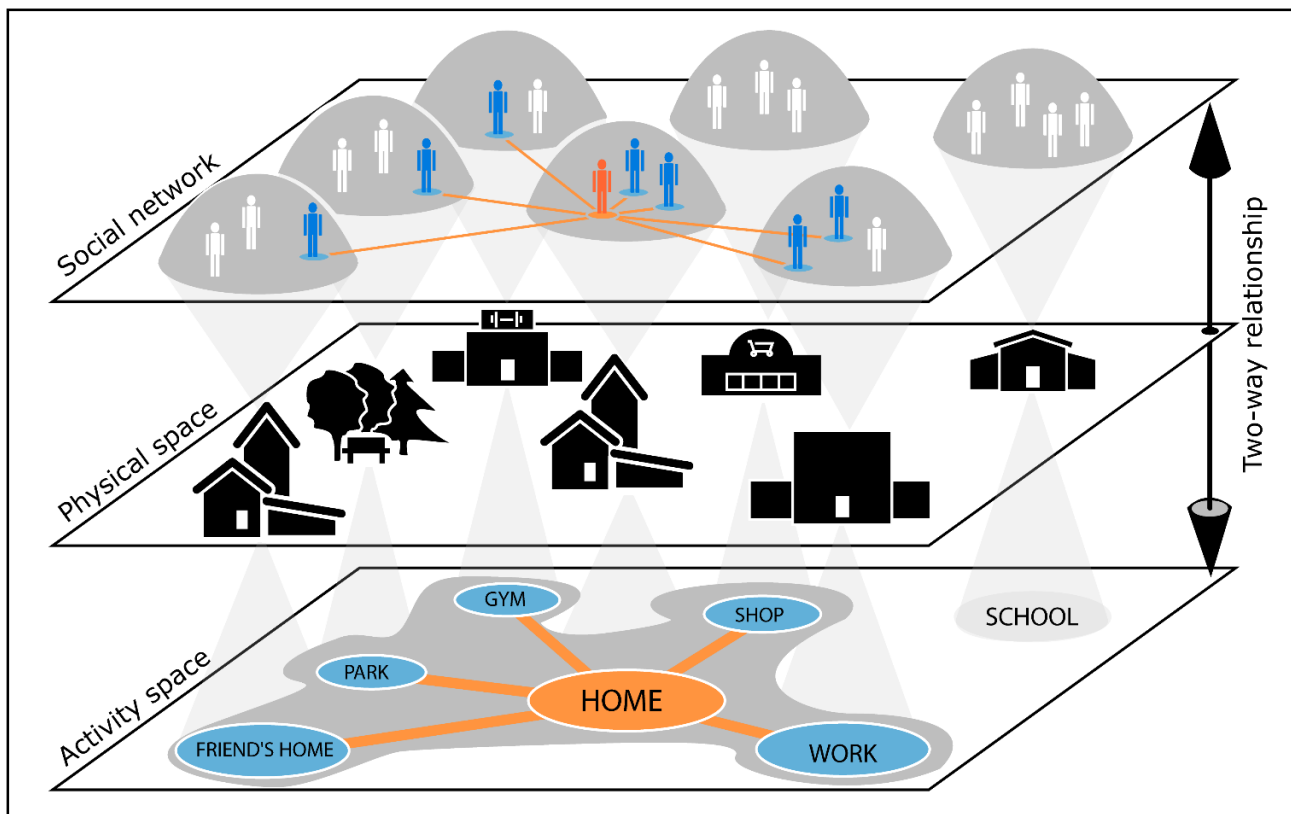 Social network
Two-way relationship
Physical space
Activity space
GYM
SHOP
SCHOOL
PARK
HOME
FRIEND'S HOME
WORK